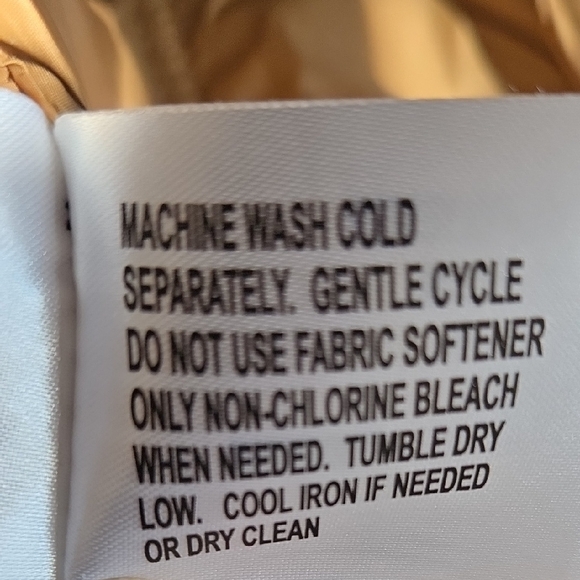 MACHINE WASH COLD
SEPARATELY. GENTLE CYCLE
DO NOT USE FABRIC SOFTENER
ONLY NON-CHLORINE BLEACH
WHEN NEEDED. TUMBLE DRY
LOW. COOL IRON IF NEEDED
OR DRY CLEAN